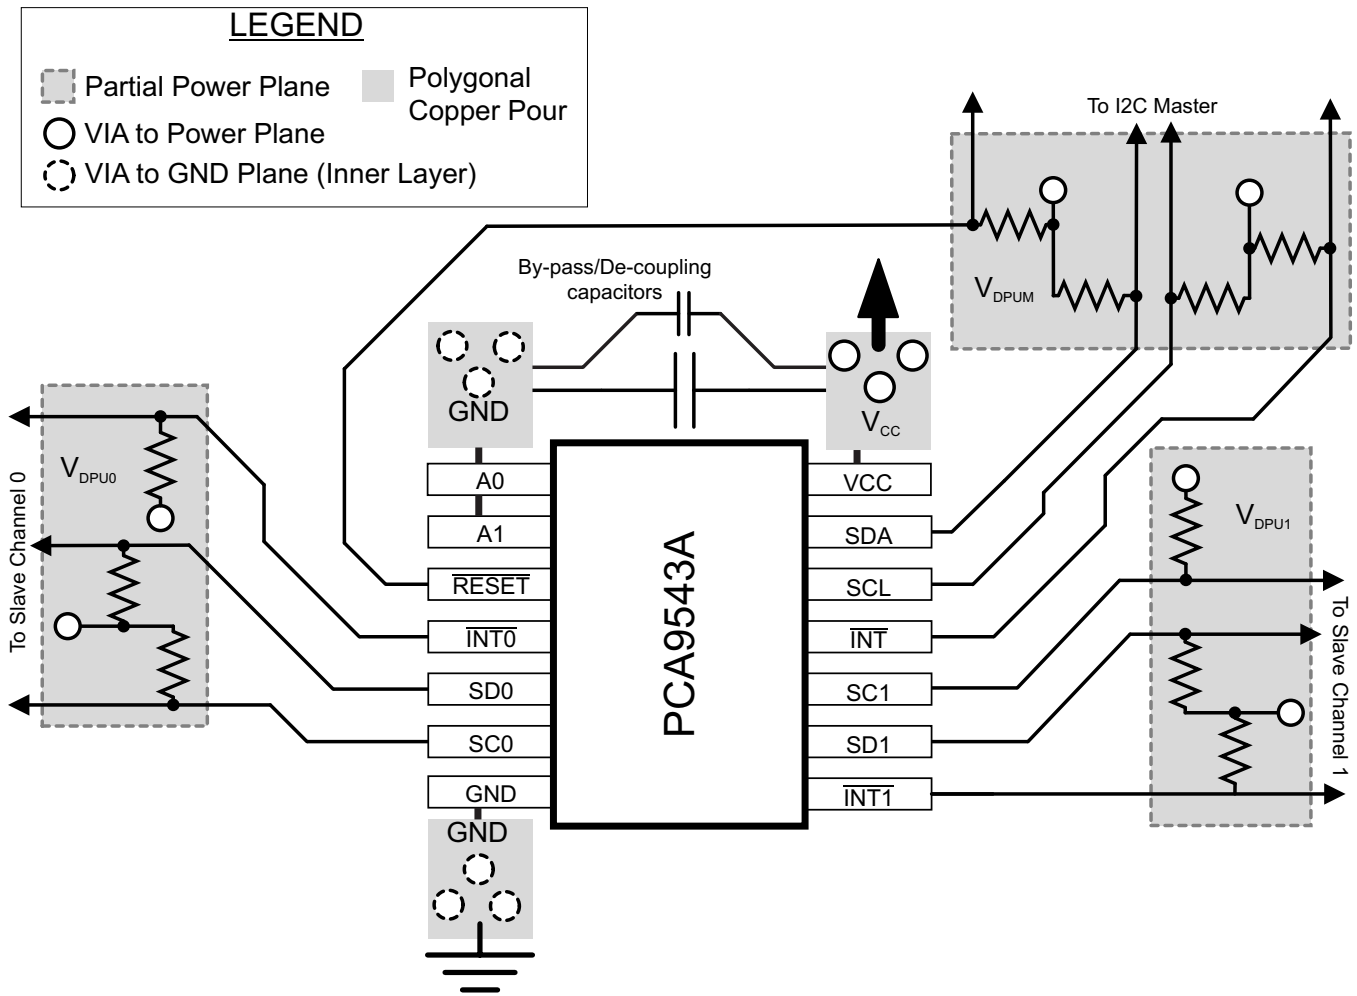 LEGEND
Partial Power Plane
Polygonal
Copper Pour
VIA to Power Plane
VIA to GND Plane (Inner Layer)
To I2C Master
By-pass/De-coupling
capacitors
VDPUM
GND
VCC
VDPU0
VDPU1
To Slave Channel 0
To Slave Channel 1
PCA9543A
A0
A1
RESET
INT0
SD0
SC0
GND
VCC
SDA
SCL
INT
SC1
SD1
INT1
GND